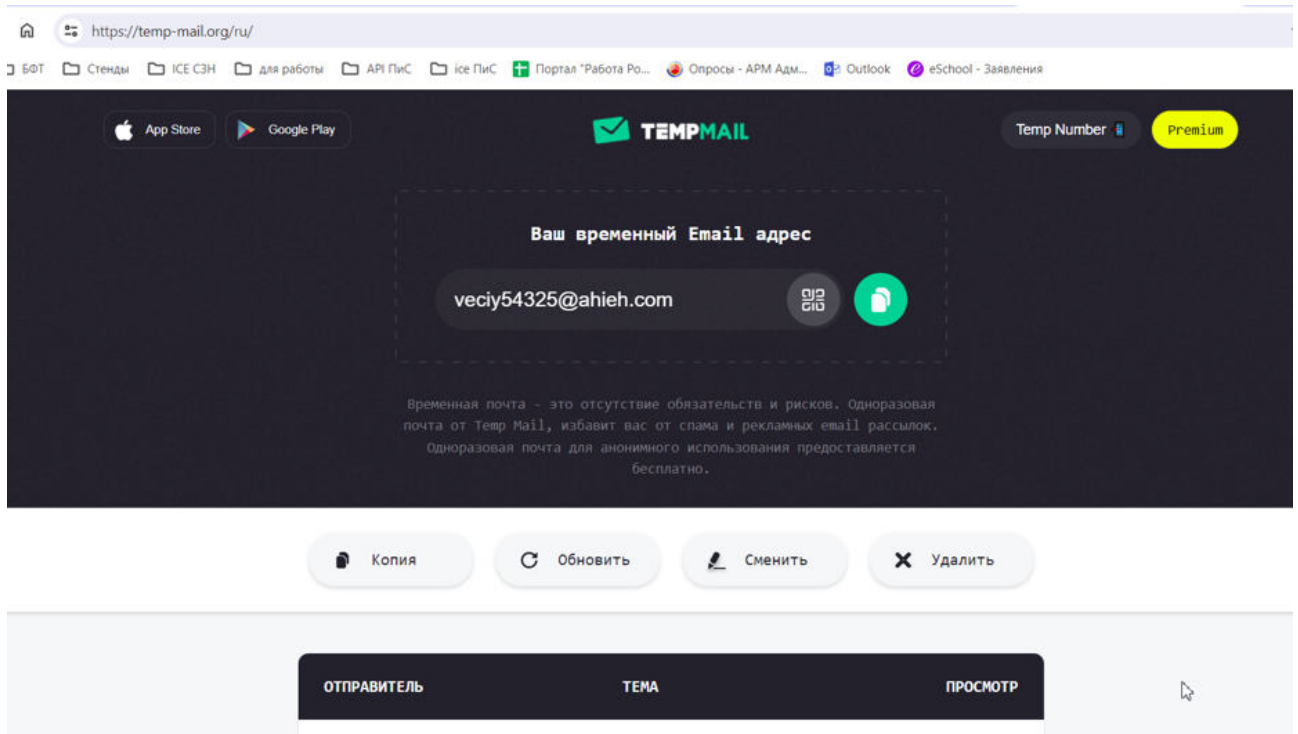 https://temp-mail.org/ru/
БФТ Стенды ICE СЗН для работы API ПиС ice ПиС Портал "Работа Ро... Опросы - АРМ Адм... Outlook eSchool - Заявления
App Store Google Play TEMPMAIL Temp Number Premium
Ваш временный Email адрес
veciy54325@ahieh.com
Временная почта - это отсутствие обязательств и рисков. Одноразовая
почта от Temp Mail, избавит вас от спама и рекламных email рассылок.
Одноразовая почта для анонимного использования предоставляется
бесплатно.
Копия Обновить Сменить Удалить
ОТПРАВИТЕЛЬ ТЕМА ПРОСМОТР